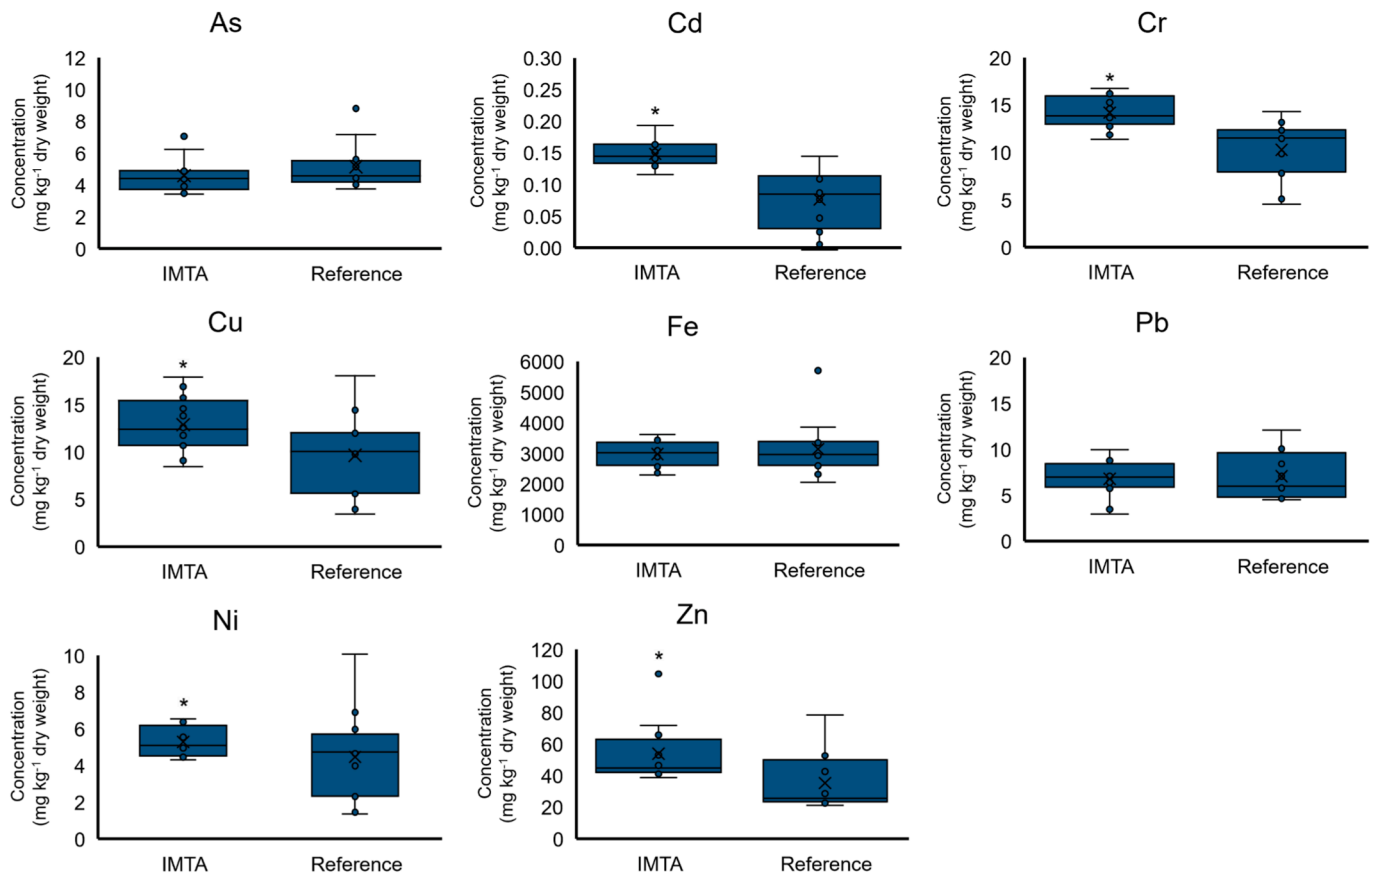 As
Concentration
(mg kg⁻¹ dry weight)
12
10
8
6
4
2
0
*
IMTA
Reference
Cd
Concentration
(mg kg⁻¹ dry weight)
0.30
0.25
0.20
0.15
0.10
0.05
0.00
*
IMTA
Reference
Cr
Concentration
(mg kg⁻¹ dry weight)
20
15
10
5
0
*
IMTA
Reference
Cu
Concentration
(mg kg⁻¹ dry weight)
20
15
10
5
0
*
IMTA
Reference
Fe
Concentration
(mg kg⁻¹ dry weight)
6000
5000
4000
3000
2000
1000
0
IMTA
Reference
Pb
Concentration
(mg kg⁻¹ dry weight)
20
15
10
5
0
IMTA
Reference
Ni
Concentration
(mg kg⁻¹ dry weight)
10
8
6
4
2
0
*
IMTA
Reference
Zn
Concentration
(mg kg⁻¹ dry weight)
120
100
80
60
40
20
0
*
IMTA
Reference